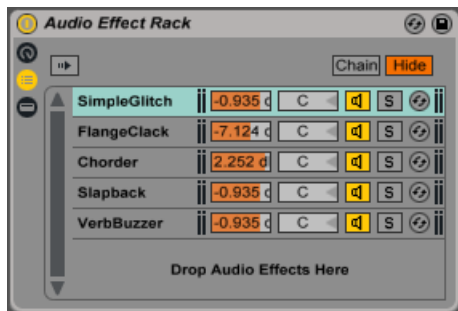 Audio Effect Rack
Chain Hide
SimpleGlitch -0.935 d C S
FlangeClack -7.124 d C S
Chorder 2.252 d C S
Slapback -0.935 d C S
VerbBuzzer -0.935 d C S
Drop Audio Effects Here